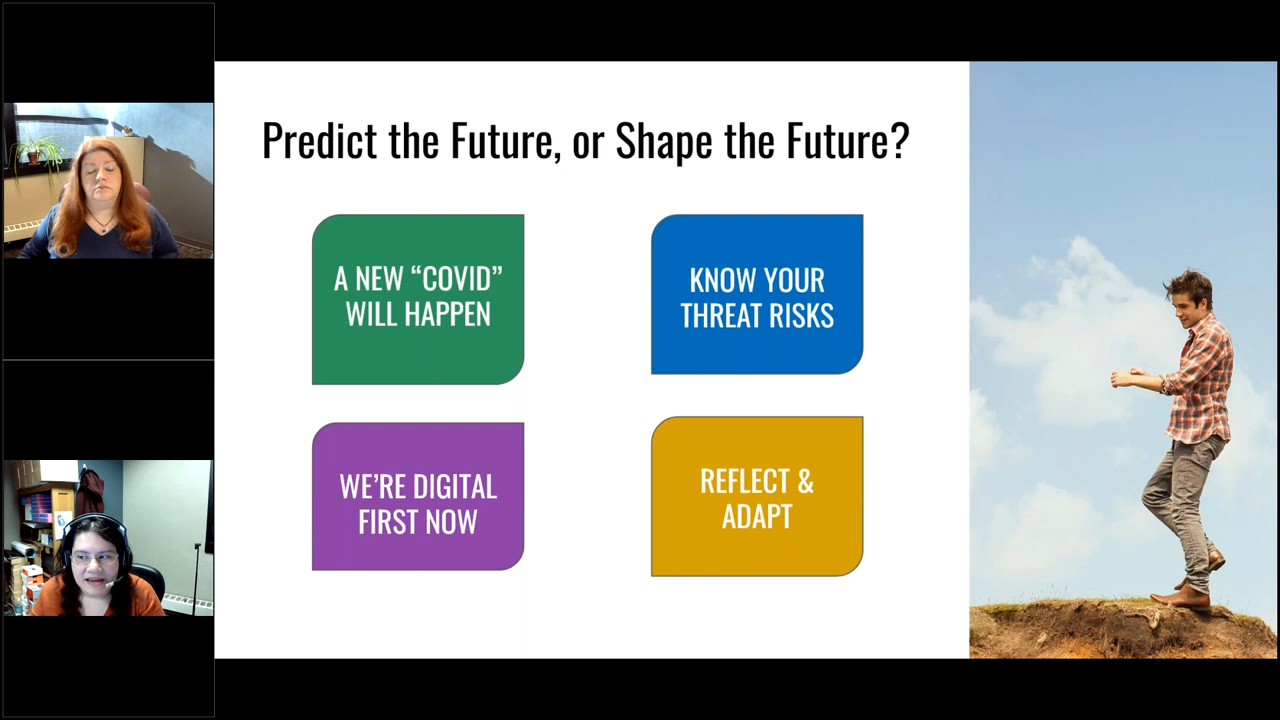 Predict the Future, or Shape the Future?
A NEW “COVID”
WILL HAPPEN
KNOW YOUR
THREAT RISKS
WE’RE DIGITAL
FIRST NOW
REFLECT &
ADAPT